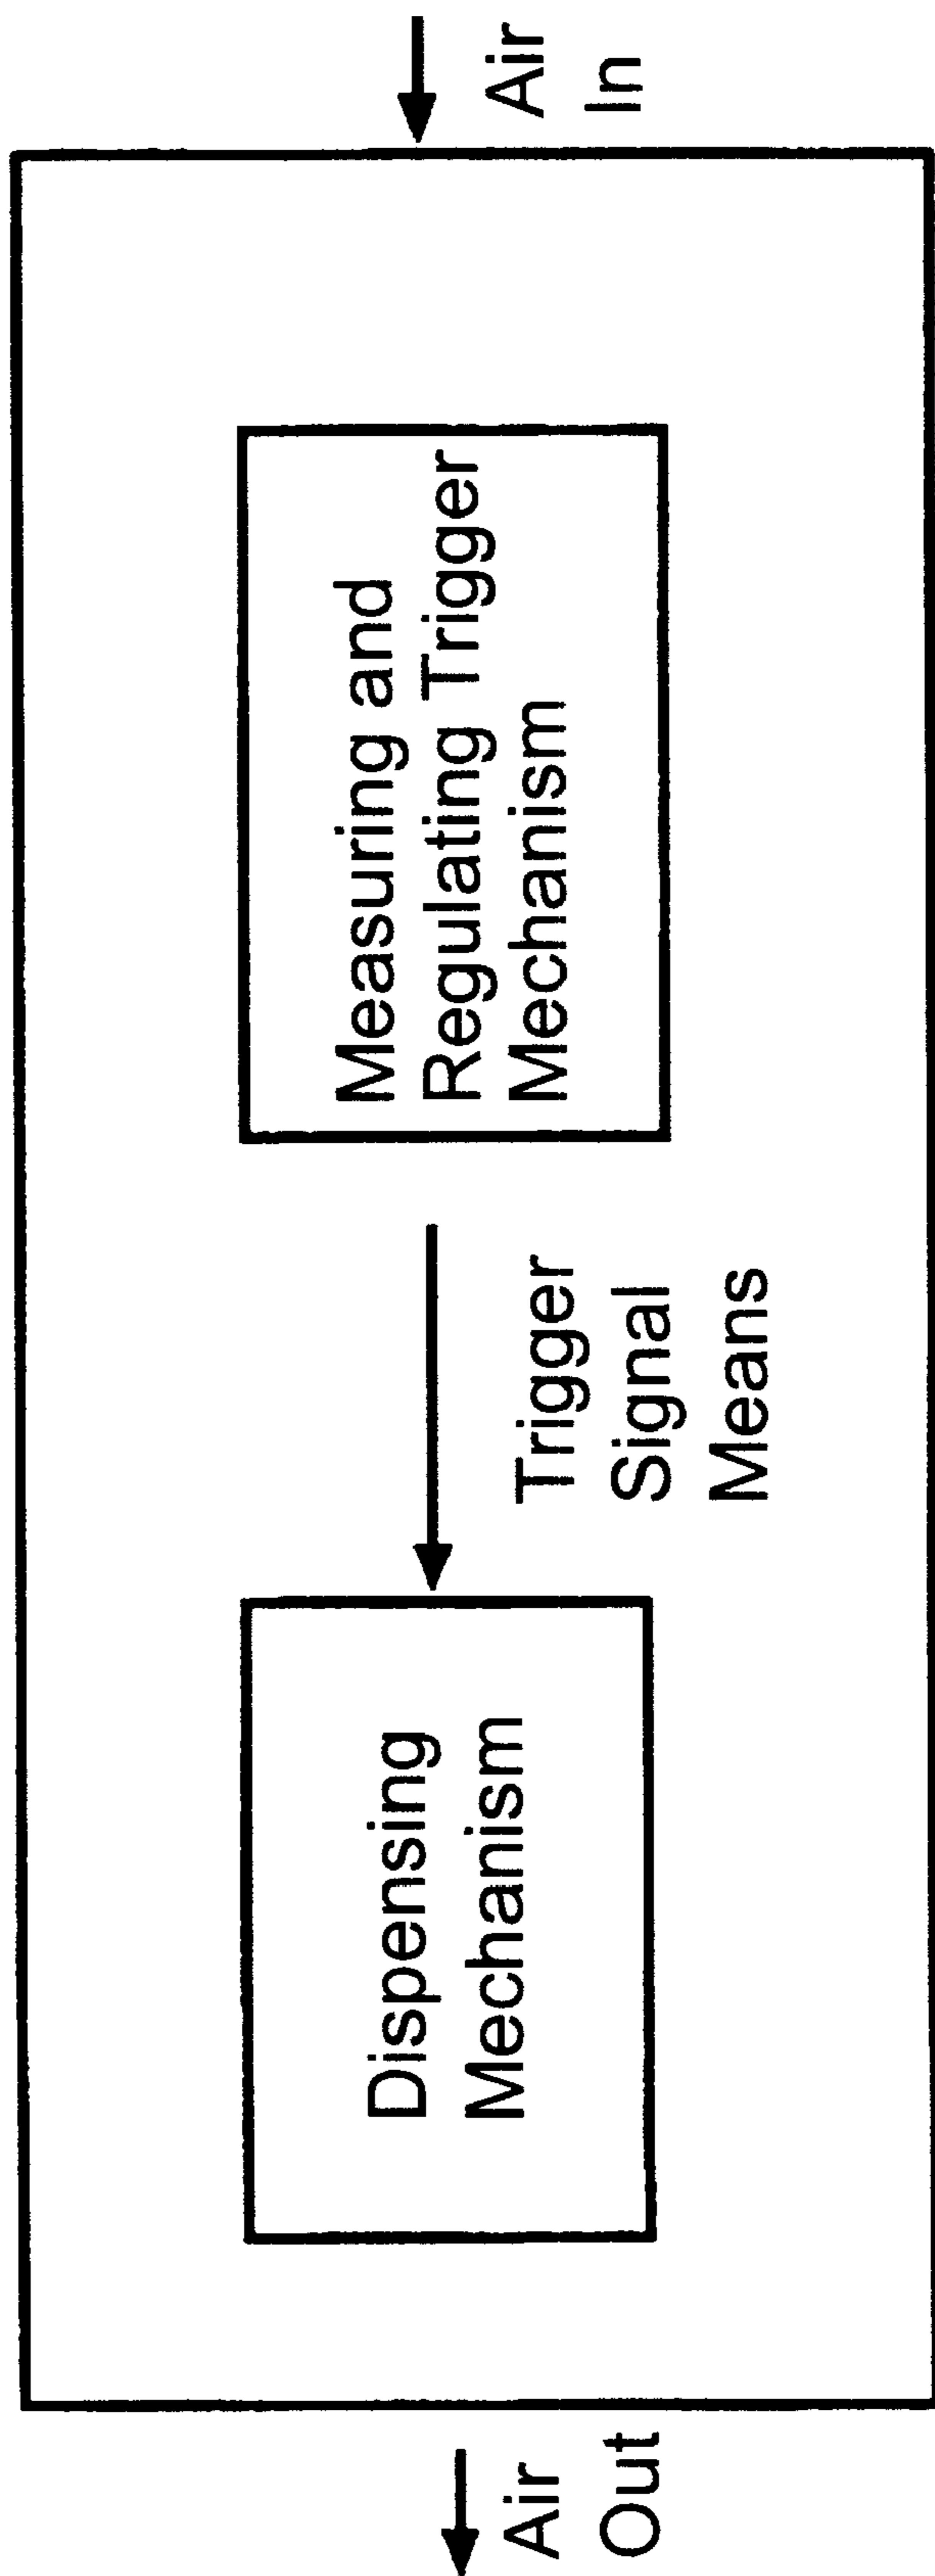 Air
Out
Dispensing
Mechanism
Trigger
Signal
Means
Measuring and
Regulating Trigger
Mechanism
Air
In